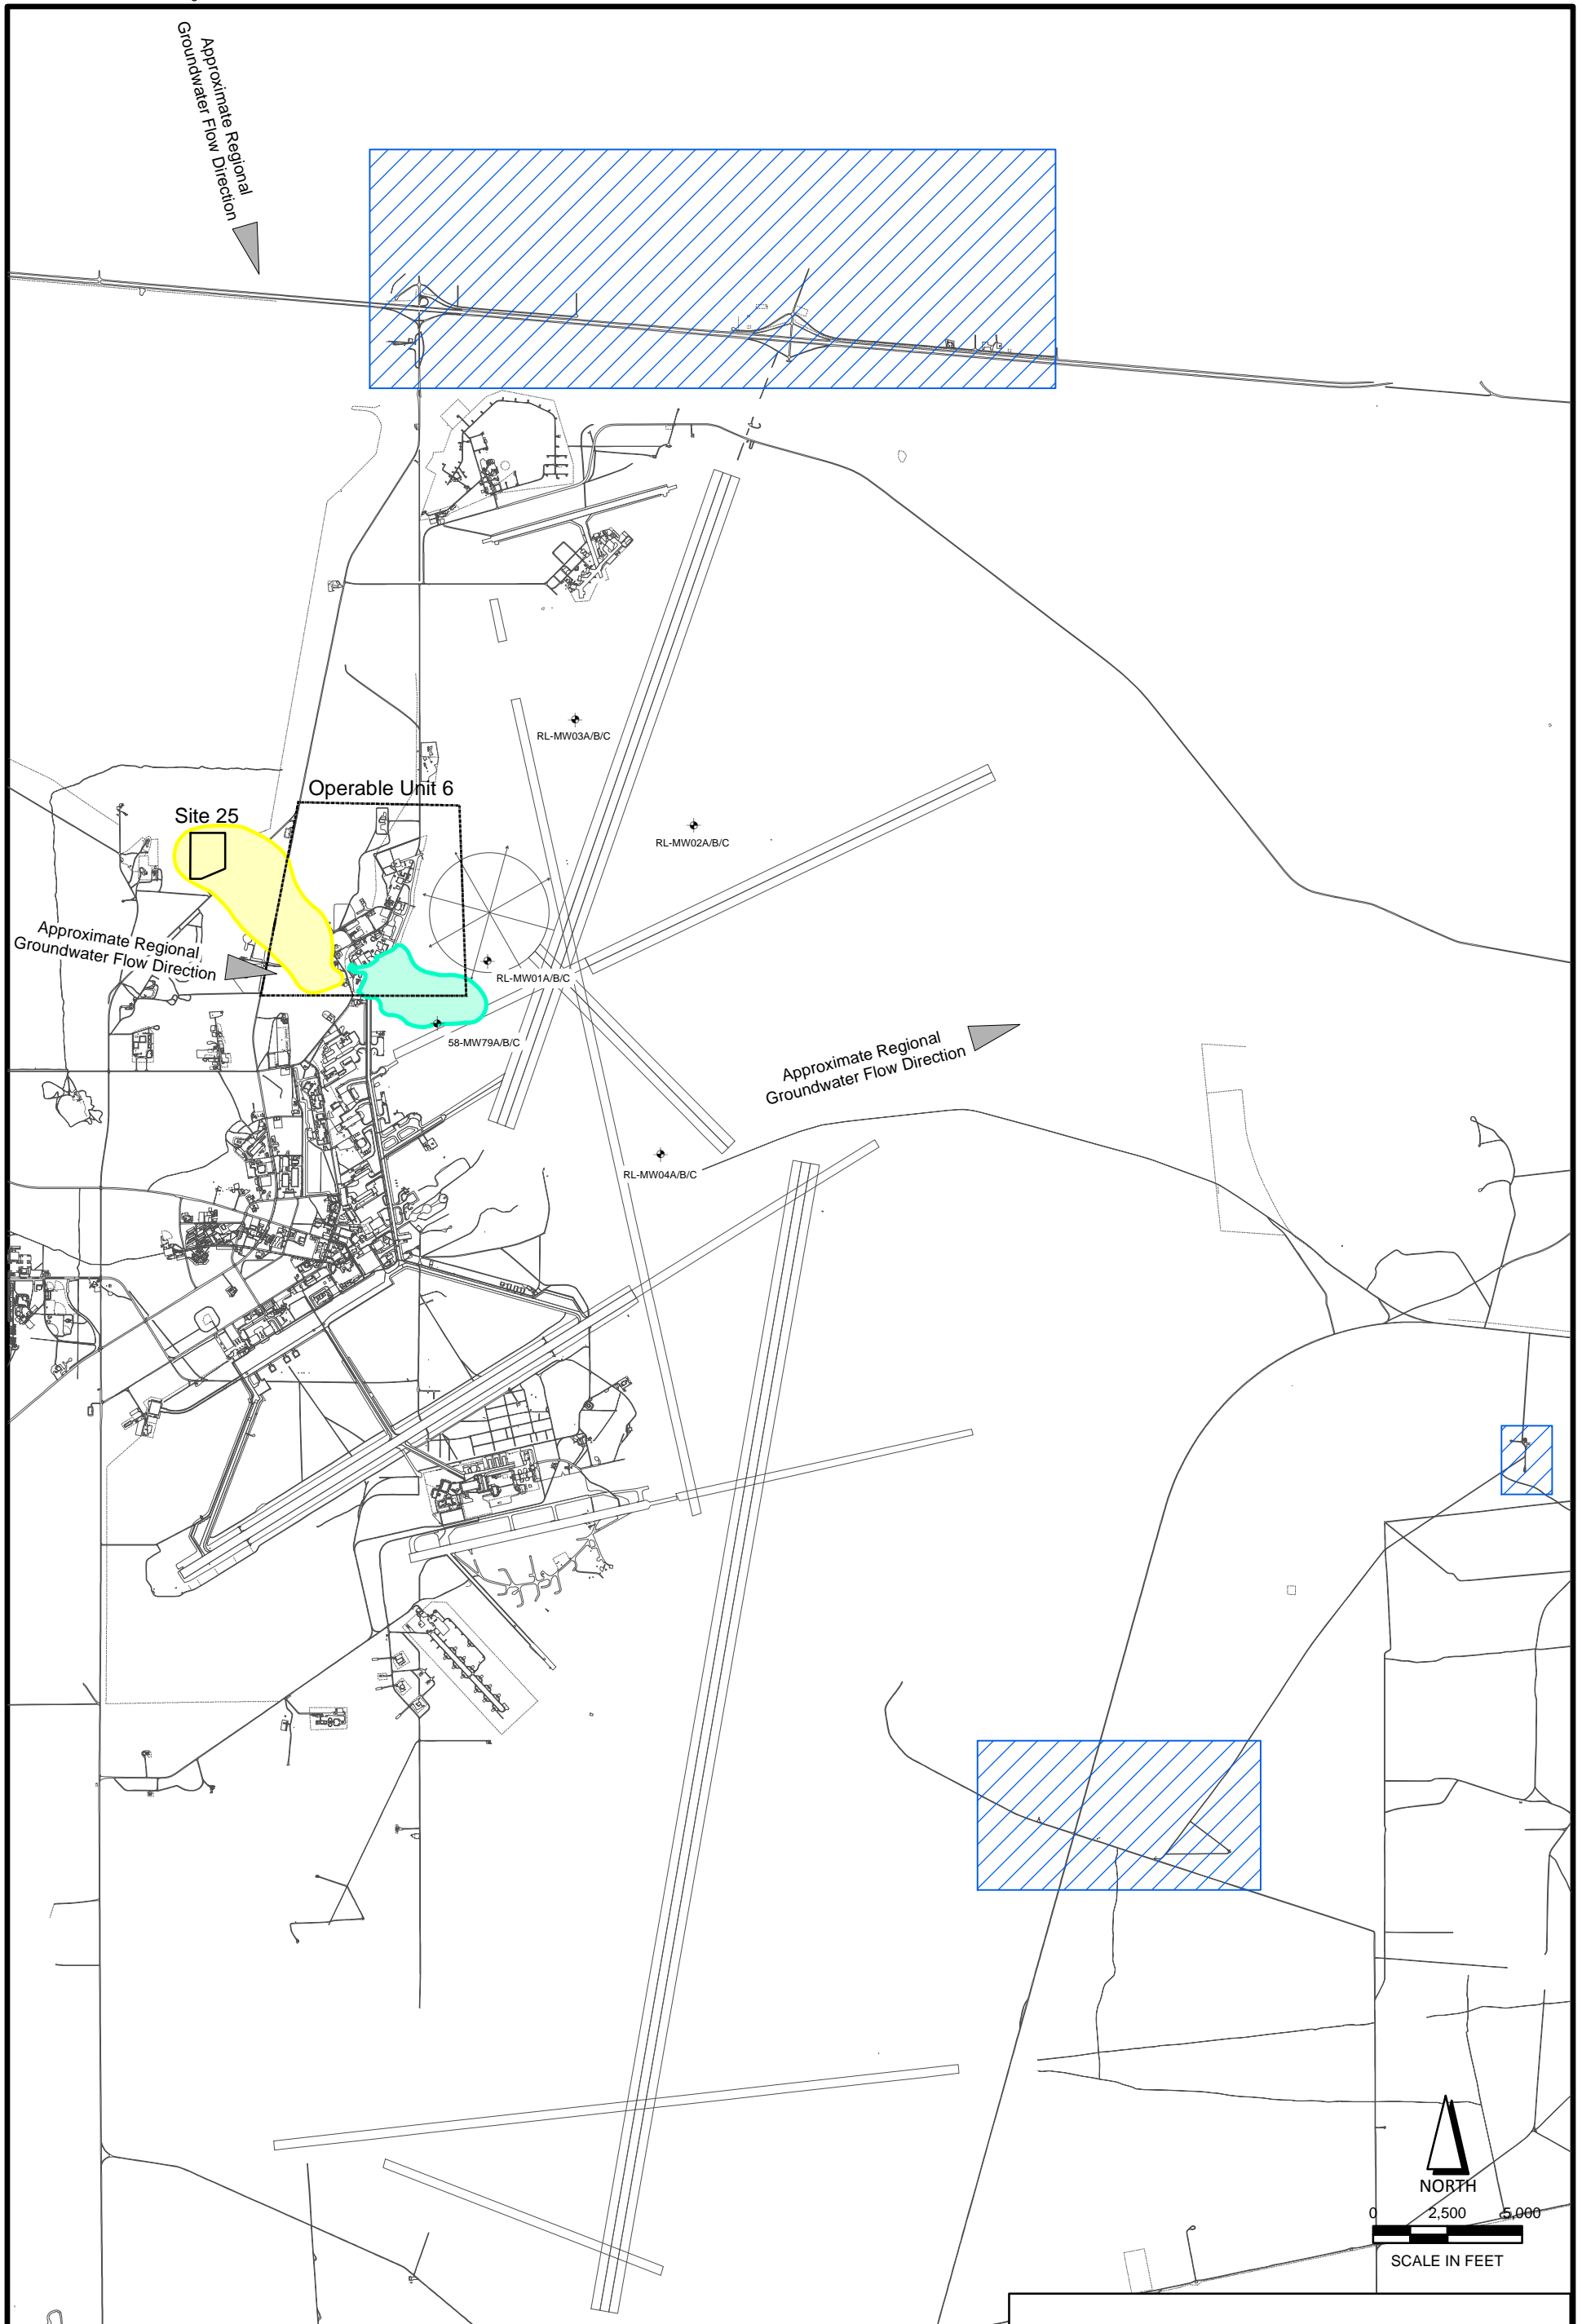 Approximate Regional
Groundwater Flow Direction
RL-MW03A/B/C
Operable Unit 6
Site 25
RL-MW02A/B/C
Approximate Regional
Groundwater Flow Direction
RL-MW01A/B/C
58-MW79A/B/C
Approximate Regional
Groundwater Flow Direction
RL-MW04A/B/C
NORTH
0 2,500 5,000
SCALE IN FEET